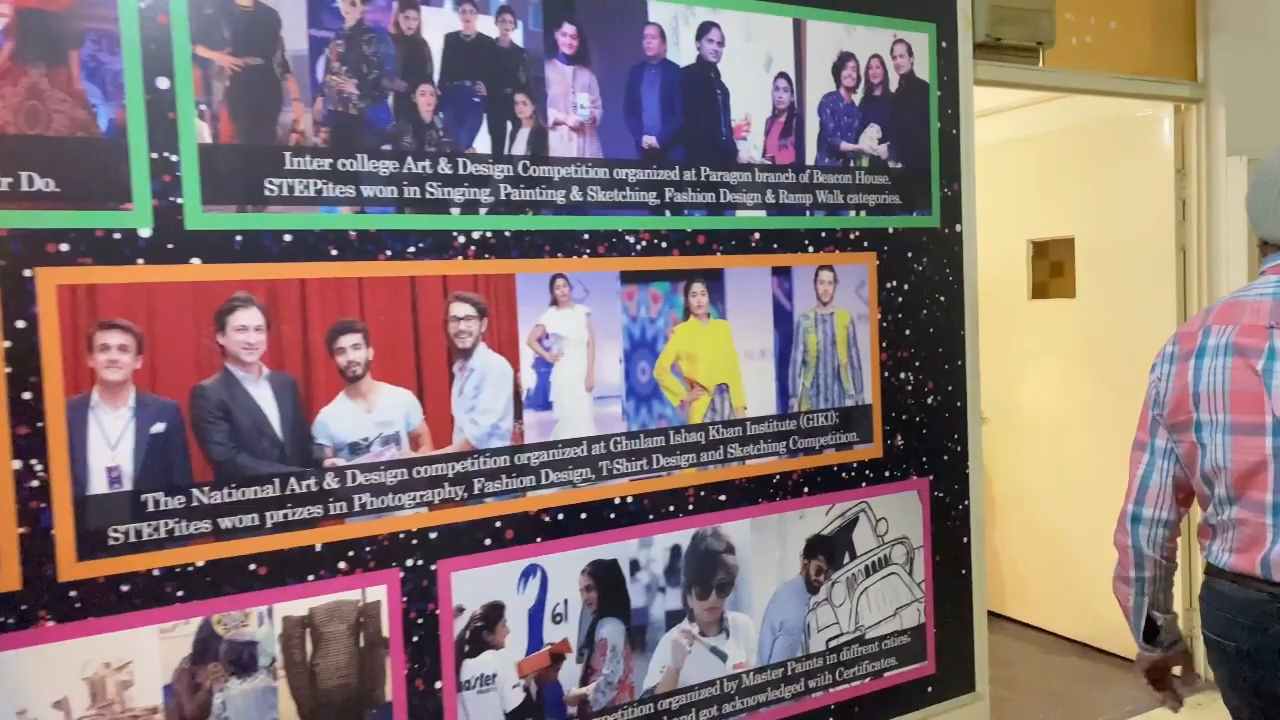 r Do.
Inter college Art & Design Competition organized at Paragon branch of Beacon House.
STEPites won in Singing, Painting & Sketching, Fashion Design & Ramp Walk categories.
The National Art & Design competition organized at Ghulam Ishaq Khan Institute (GIKI);
STEPites won prizes in Photography, Fashion Design, T-Shirt Design and Sketching Competition.
61
aster
petition organized by Master Paints in diffrent cities;
and got acknowledged with Certificates.